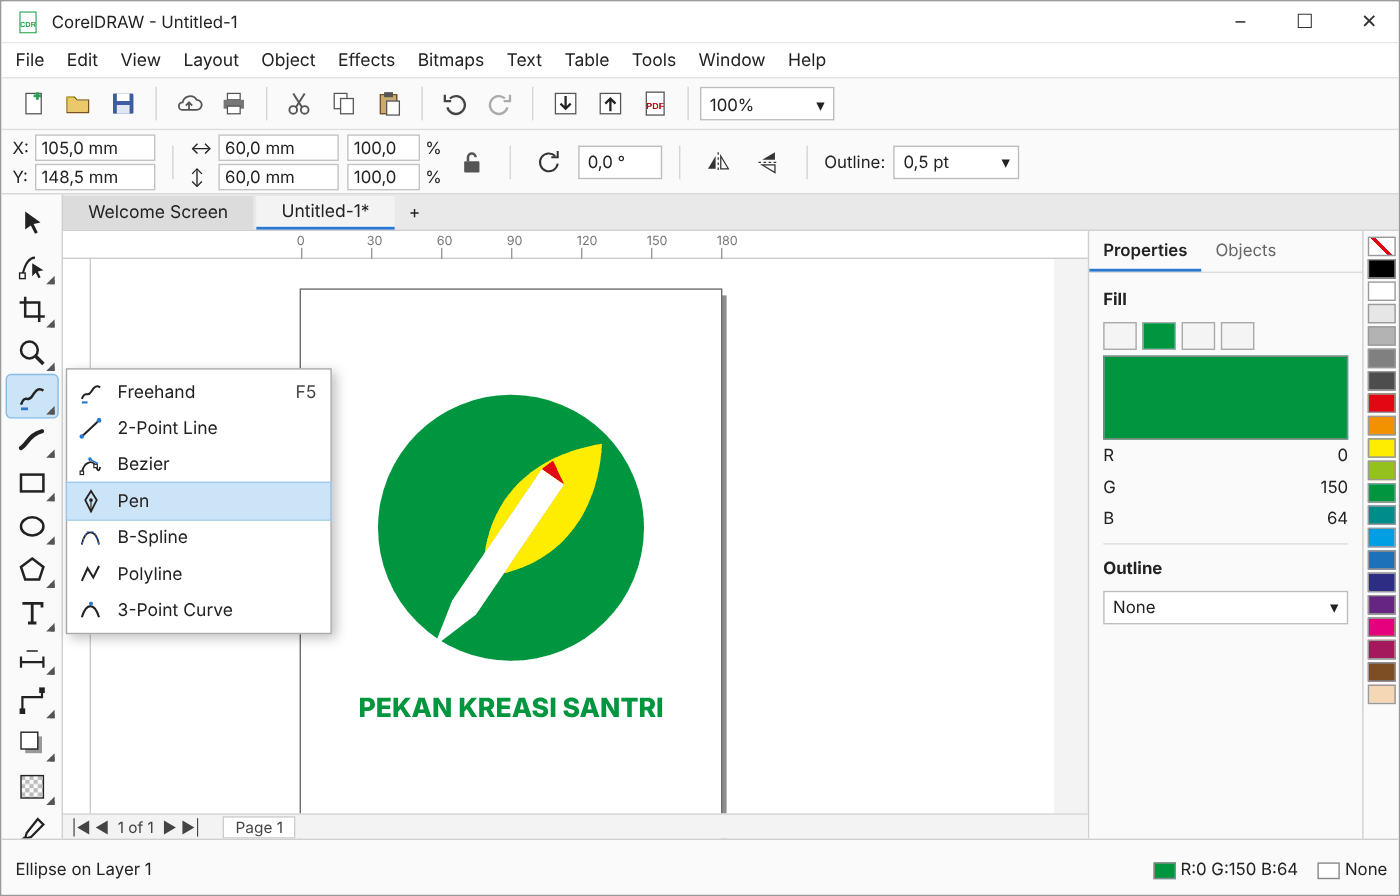 CDR CorelDRAW - Untitled-1
File Edit View Layout Object Effects Bitmaps Text Table Tools Window Help
PDF 100%
X: 105,0 mm 60,0 mm 100,0 % 0,0 ° Outline: 0,5 pt
Y: 148,5 mm 60,0 mm 100,0 %
Welcome Screen Untitled-1* +
0 30 60 90 120 150 180
Freehand F5
2-Point Line
Bezier
Pen
B-Spline
Polyline
3-Point Curve
PEKAN KREASI SANTRI
Properties Objects
Fill
R 0
G 150
B 64
Outline
None
1 of 1 Page 1
Ellipse on Layer 1 R:0 G:150 B:64 None